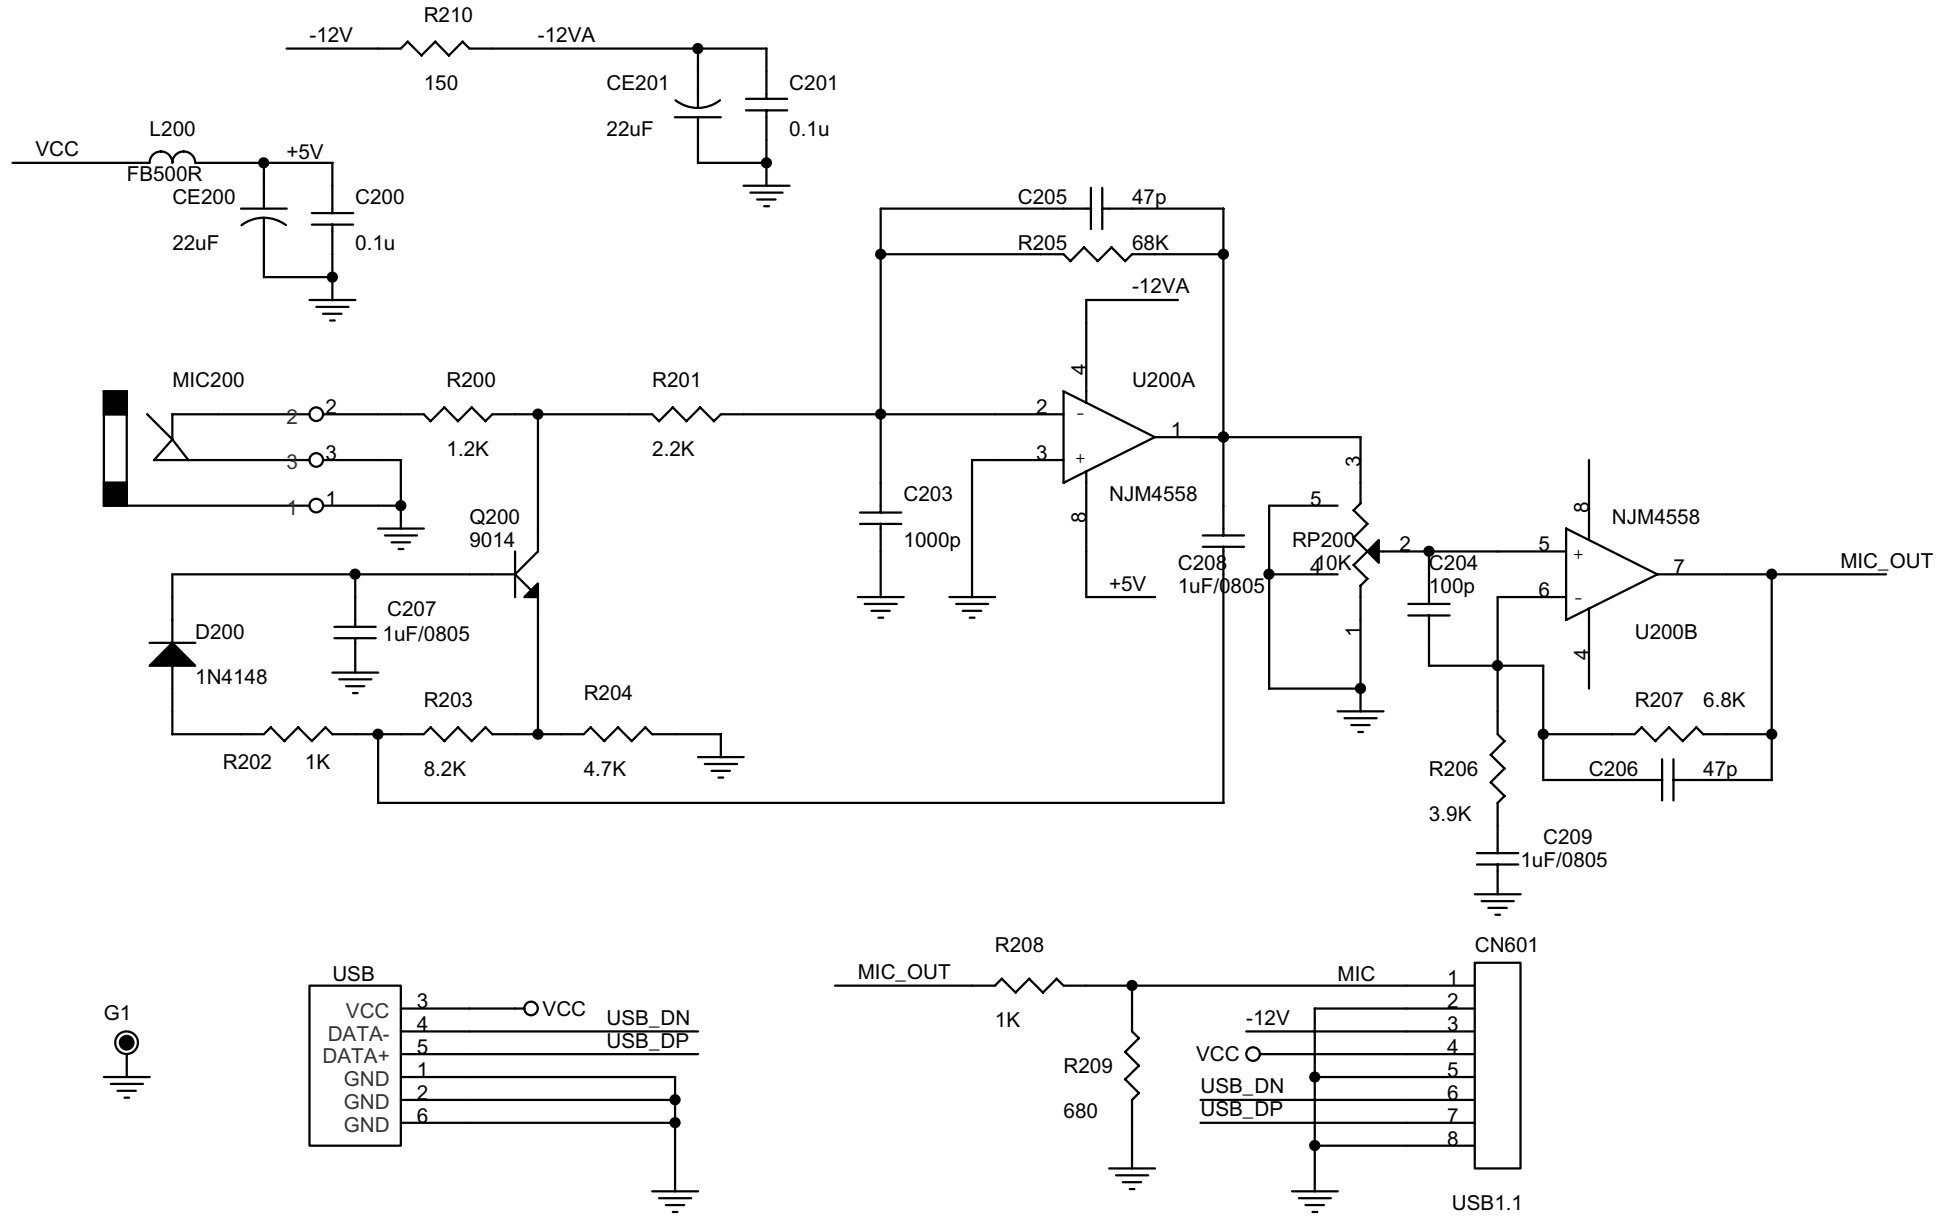 R210
-12V
-12VA
150
CE201
22uF
C201
0.1u
L200
VCC
+5V
FB500R
CE200
22uF
C200
0.1u
C205
47p
R205
68K
-12VA
4
MIC200
2
2
3
3
1
1
R200
1.2K
R201
2.2K
U200A
2
-
3
+
1
8
NJM4558
+5V
C203
1000p
Q200
9014
C207
1uF/0805
D200
1N4148
R202
1K
R203
8.2K
R204
4.7K
C208
1uF/0805
3
5
RP200
10K
4
2
1
C204
100p
8
NJM4558
5
+
6
-
7
MIC_OUT
U200B
4
R207
6.8K
C206
47p
R206
3.9K
C209
1uF/0805
G1
USB
VCC
3
VCC
DATA-
4
USB_DN
DATA+
5
USB_DP
GND
1
GND
2
GND
6
R208
MIC_OUT
1K
R209
680
CN601
MIC
1
2
-12V
3
VCC
4
5
USB_DN
6
USB_DP
7
8
USB1.1